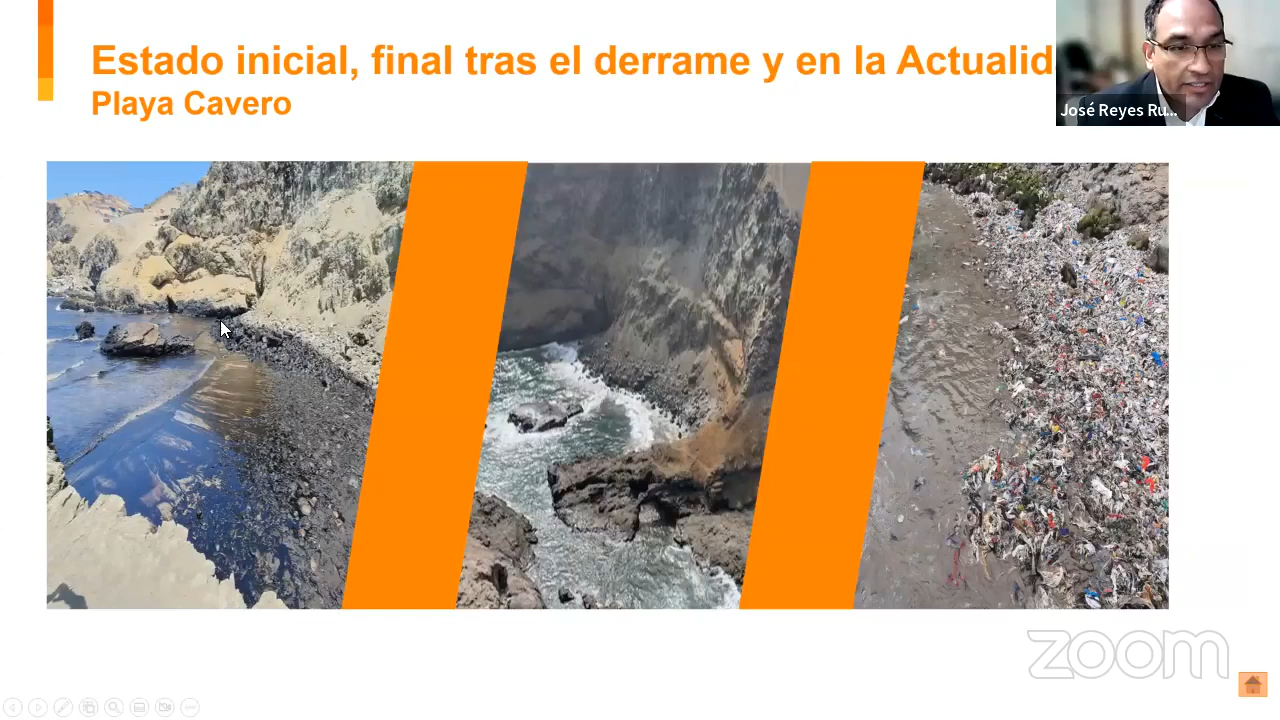 Estado inicial, final tras el derrame y en la Actualid
Playa Cavero
José Reyes Ru...
zoom